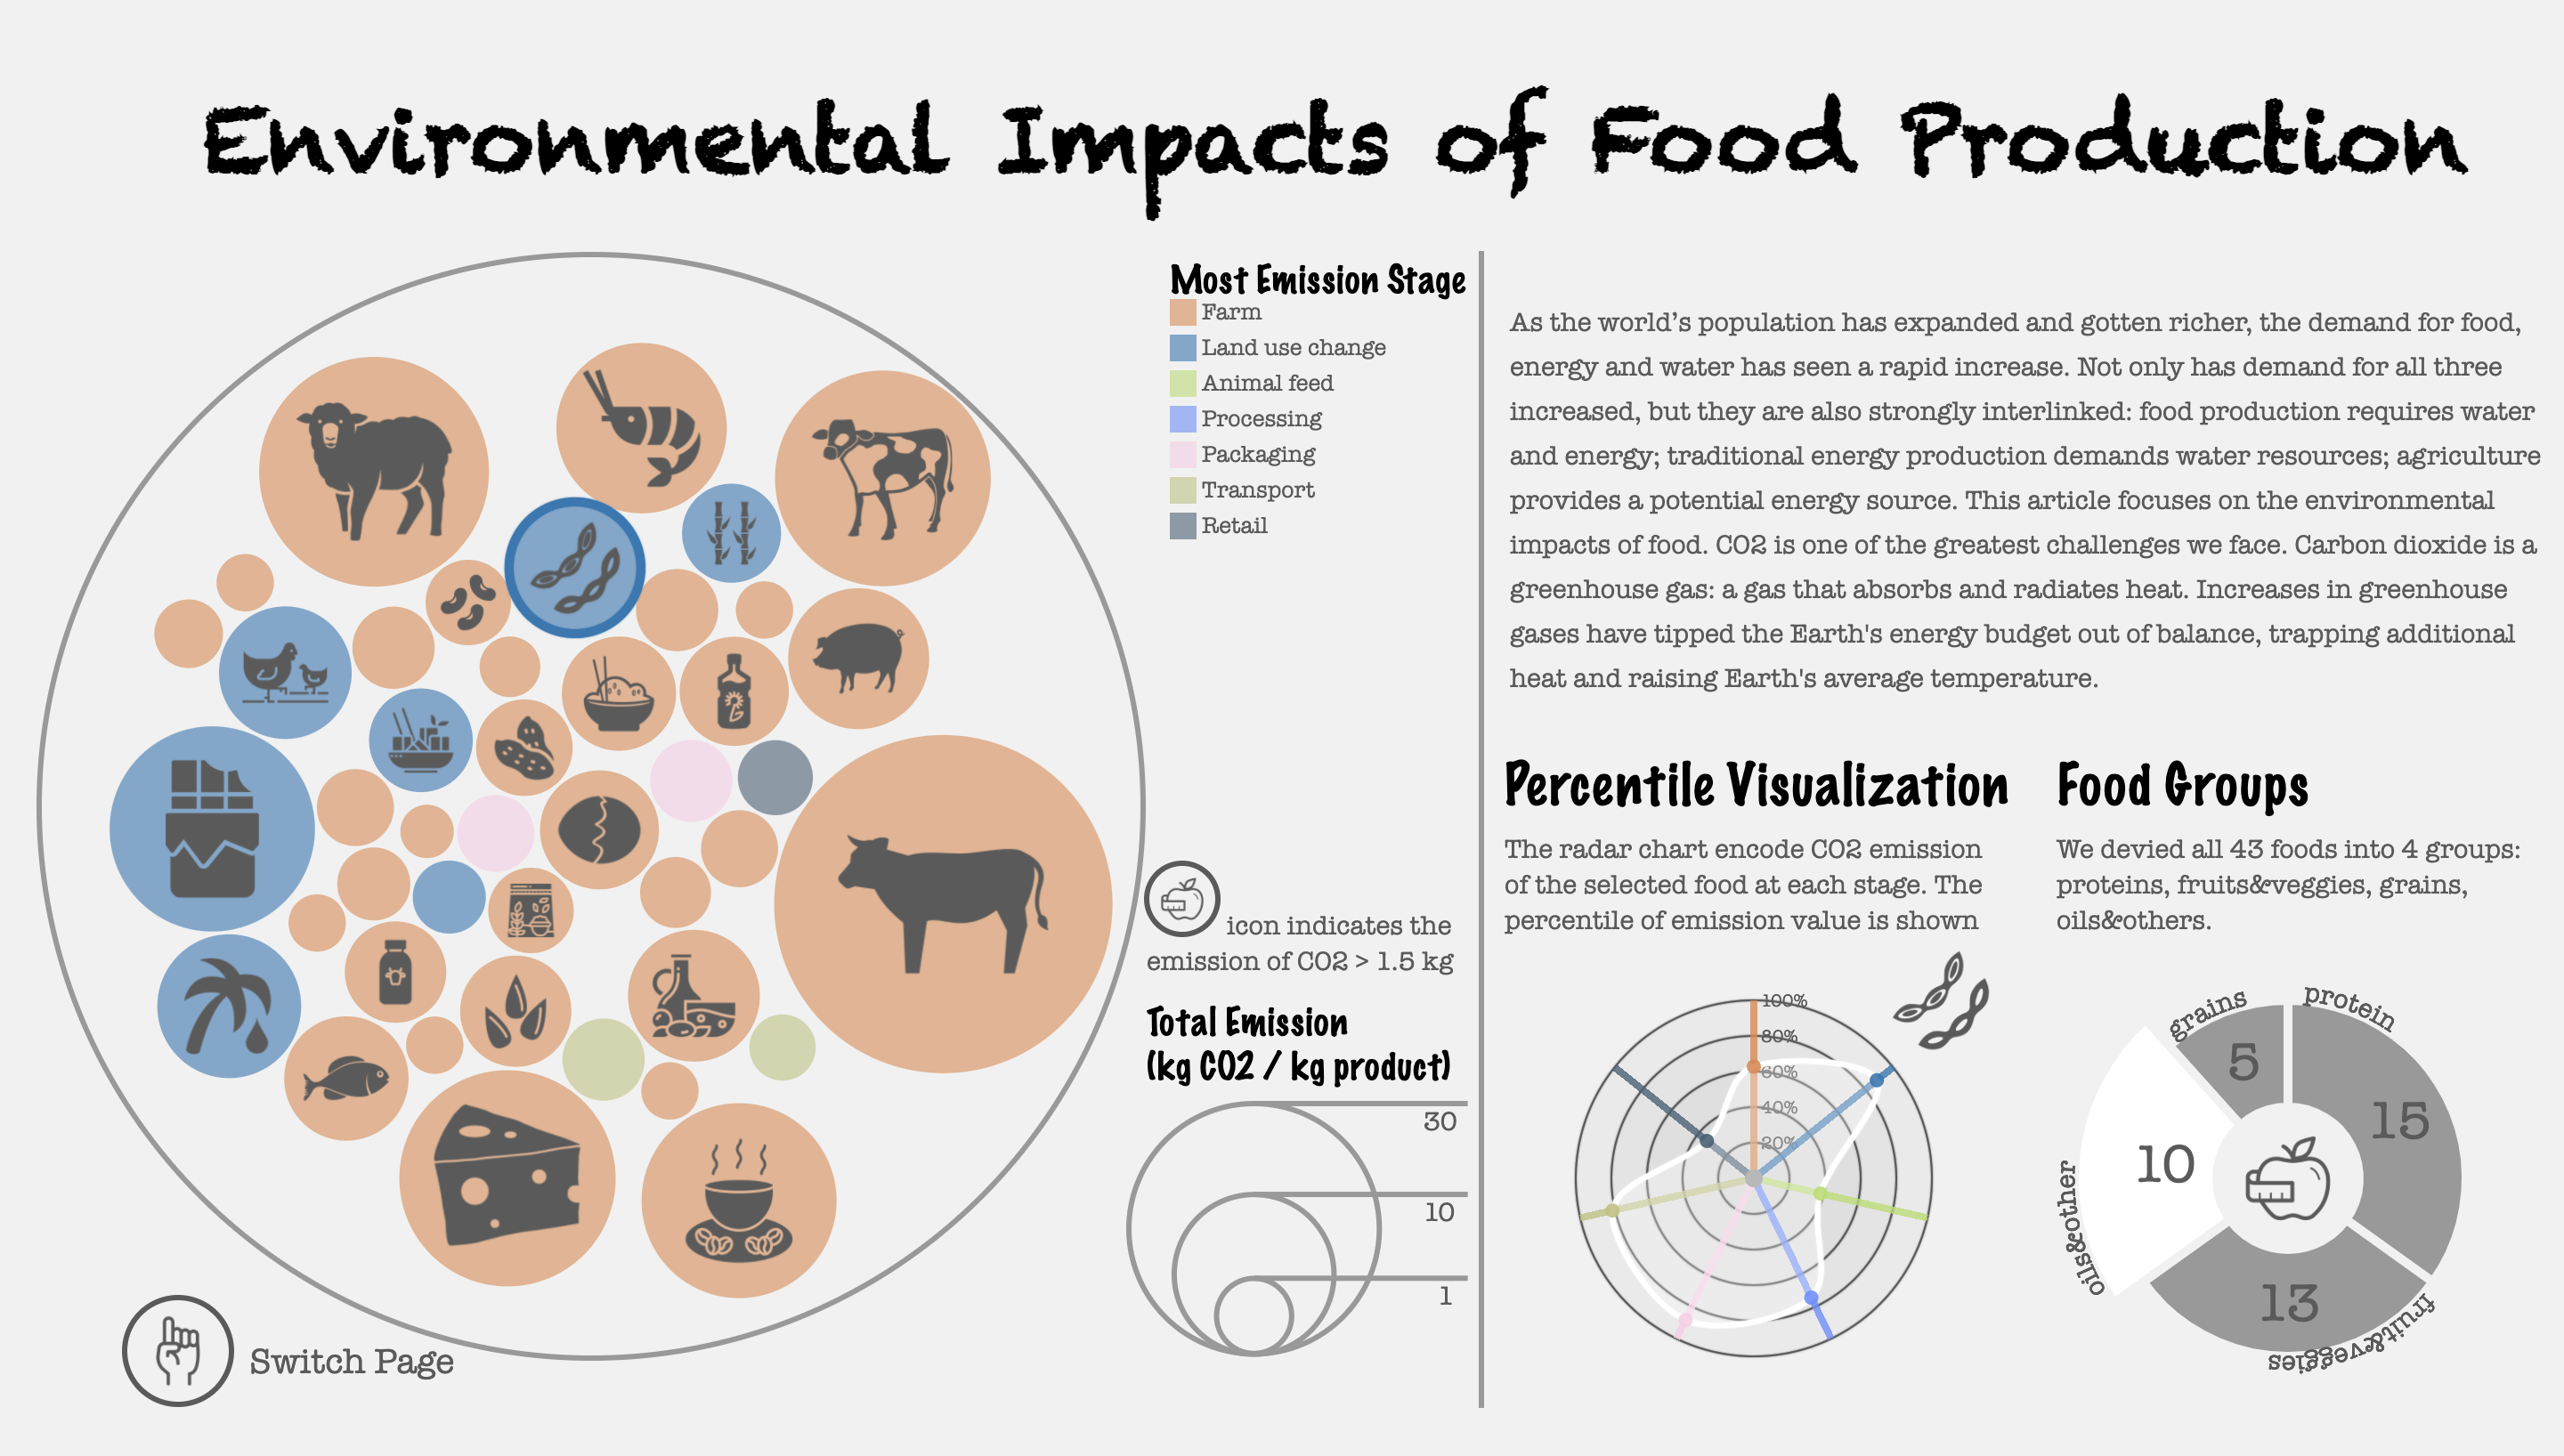 Environmental Impacts of Food Production
Most Emission Stage
Farm
Land use change
Animal feed
Processing
Packaging
Transport
Retail
icon indicates the
emission of CO2 > 1.5 kg
Total Emission
(kg CO2 / kg product)
30
10
1
Switch Page
As the world’s population has expanded and gotten richer, the demand for food,
energy and water has seen a rapid increase. Not only has demand for all three
increased, but they are also strongly interlinked: food production requires water
and energy; traditional energy production demands water resources; agriculture
provides a potential energy source. This article focuses on the environmental
impacts of food. CO2 is one of the greatest challenges we face. Carbon dioxide is a
greenhouse gas: a gas that absorbs and radiates heat. Increases in greenhouse
gases have tipped the Earth's energy budget out of balance, trapping additional
heat and raising Earth's average temperature.
Percentile Visualization
The radar chart encode CO2 emission
of the selected food at each stage. The
percentile of emission value is shown
100%
80%
60%
40%
20%
Food Groups
We devied all 43 foods into 4 groups:
proteins, fruits&veggies, grains,
oils&others.
grains
protein
5
15
10
13
oils&other
fruit&veggies